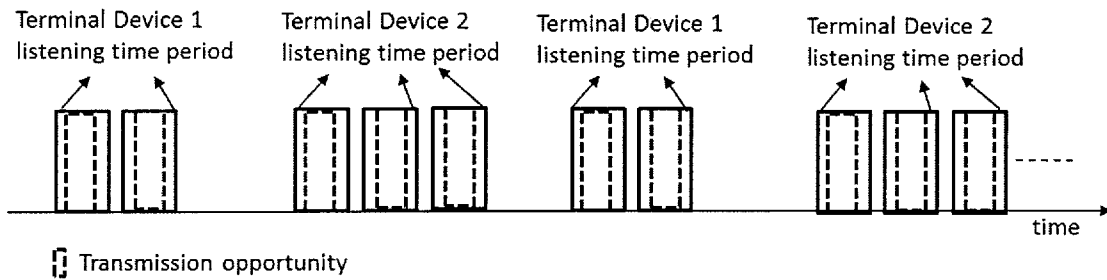 Terminal Device 1
listening time period
Terminal Device 2
listening time period
Terminal Device 1
listening time period
Terminal Device 2
listening time period
time
Transmission opportunity